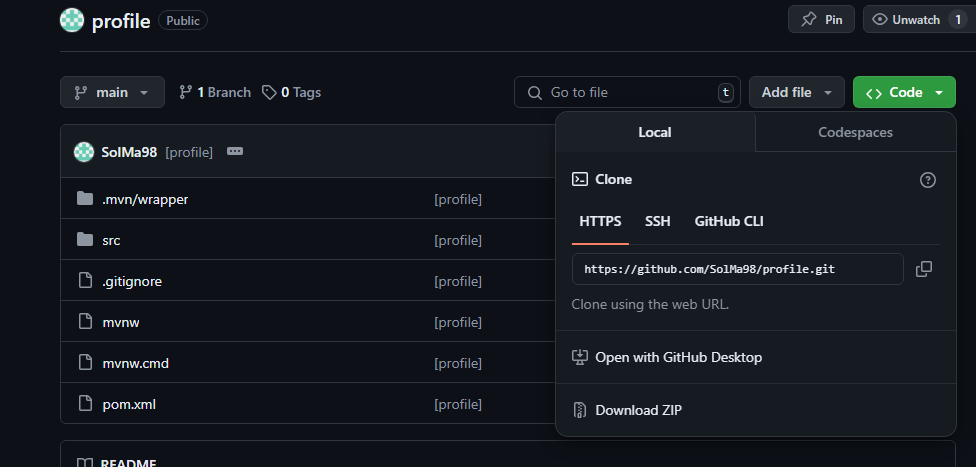 profile Public Pin Unwatch 1
main 1 Branch 0 Tags Go to file t Add file <> Code
Local Codespaces
SolMa98 [profile]
Clone
.mvn/wrapper [profile]
HTTPS SSH GitHub CLI
src [profile]
https://github.com/SolMa98/profile.git
.gitignore [profile]
Clone using the web URL.
mvnw [profile]
Open with GitHub Desktop
mvnw.cmd [profile]
Download ZIP
pom.xml [profile]
README